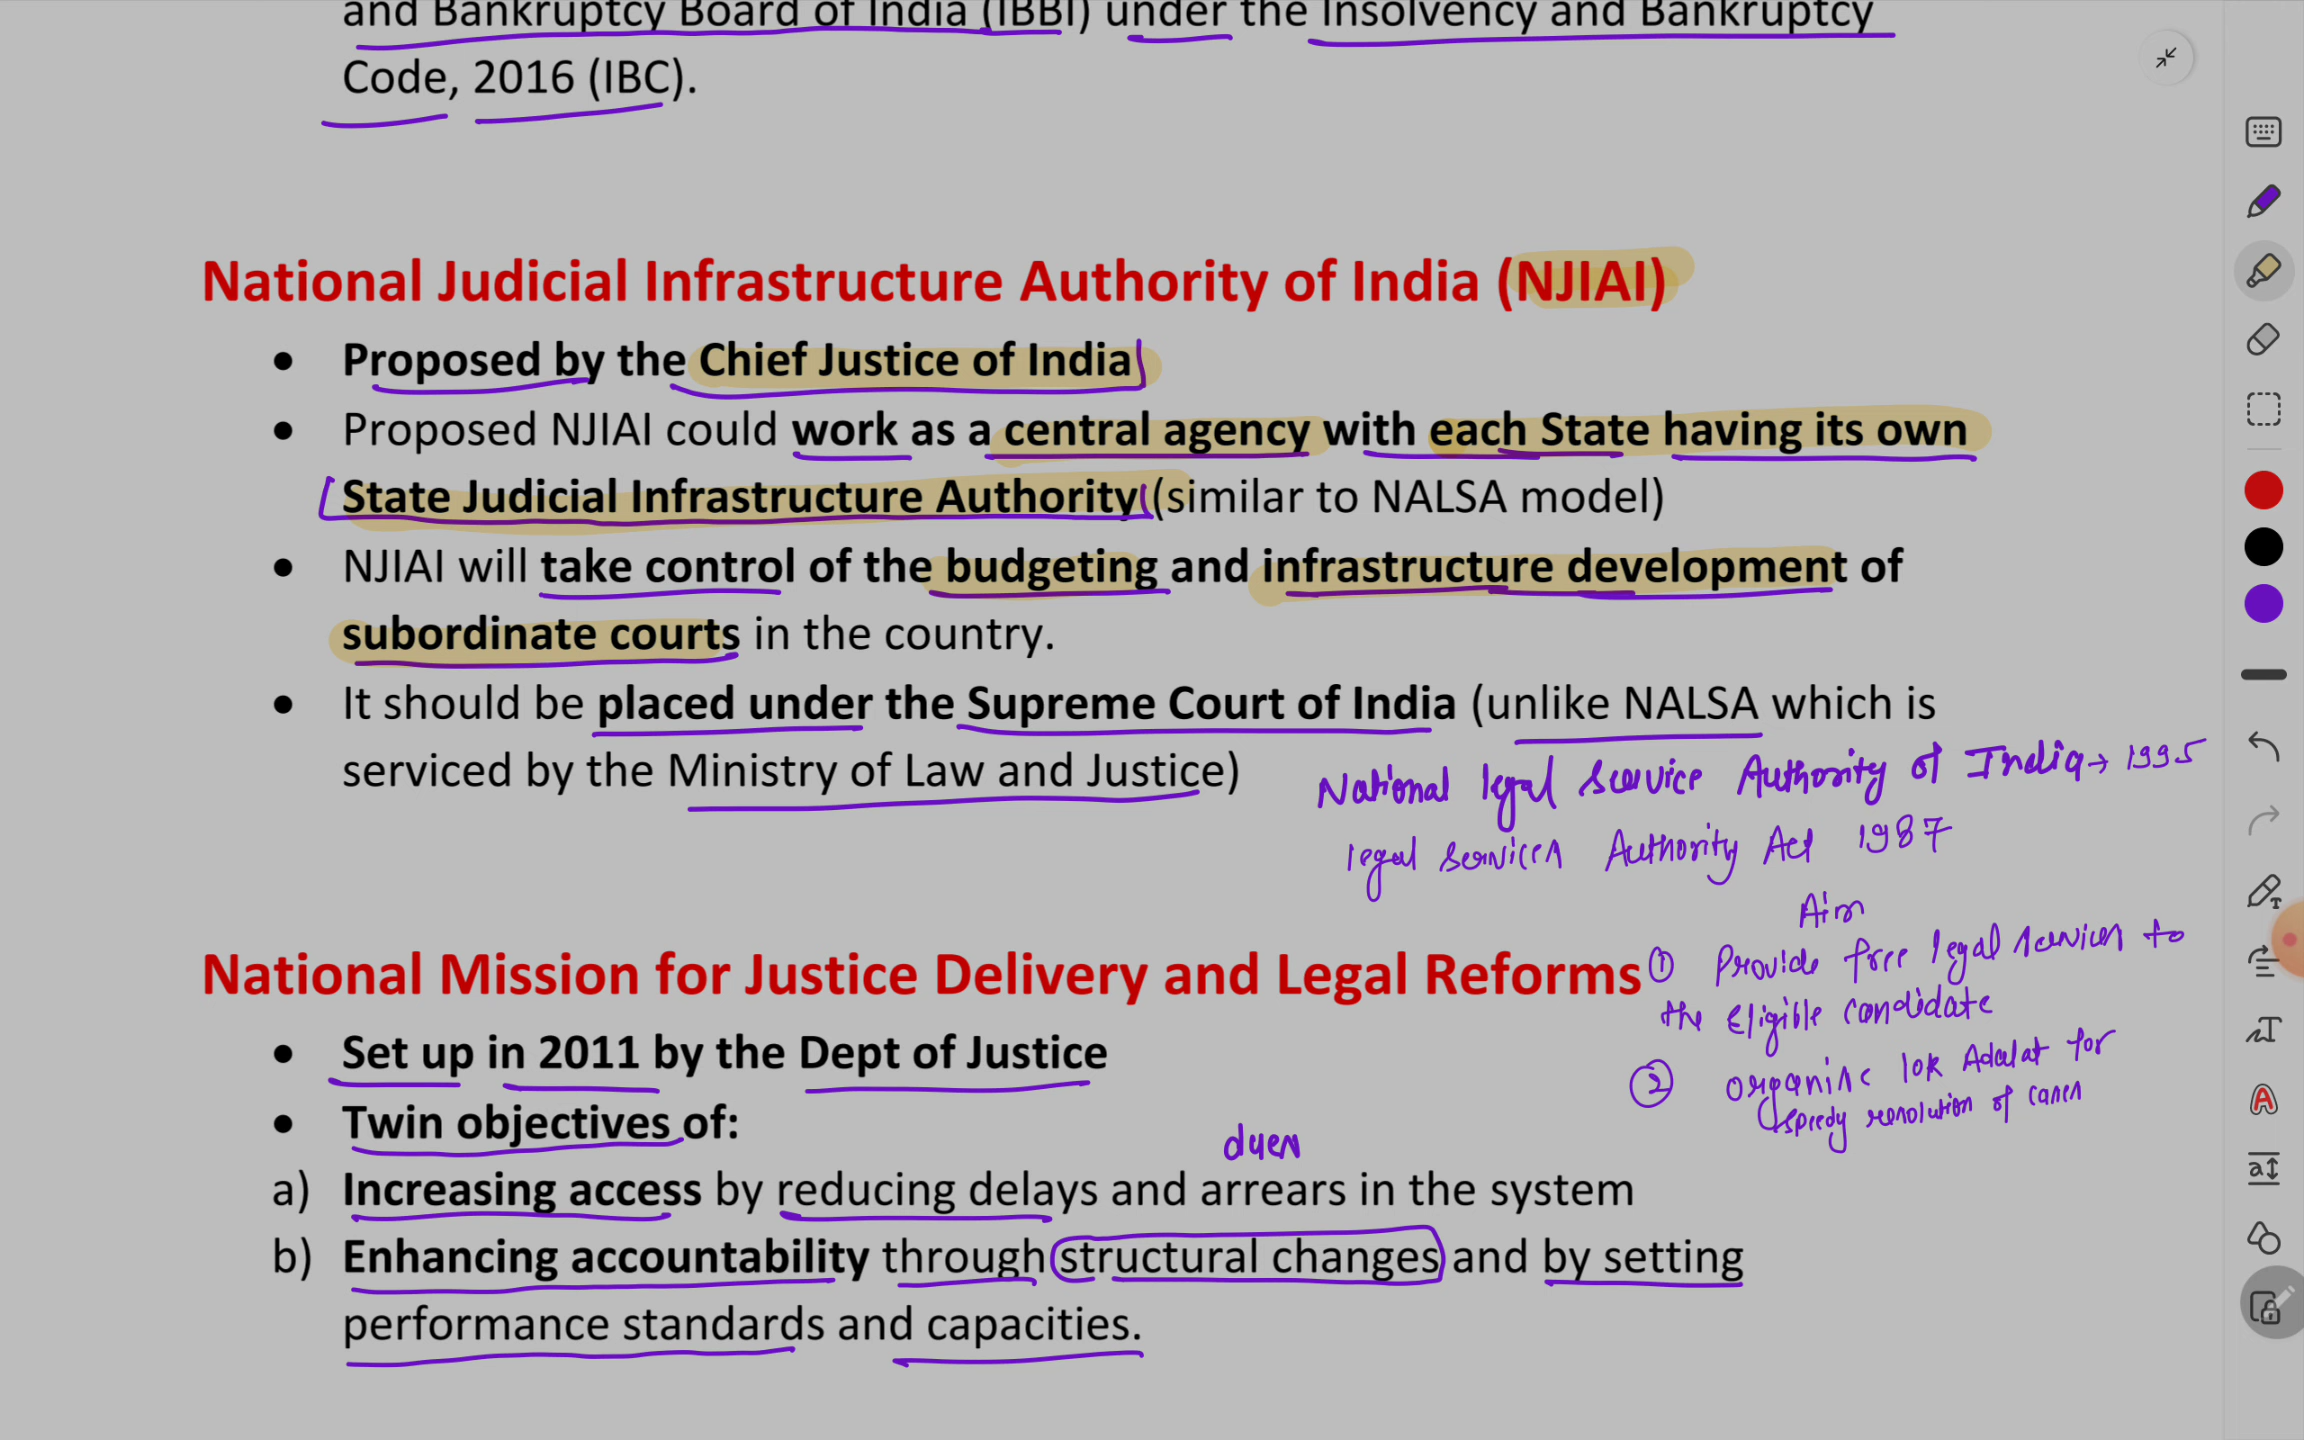 and Bankruptcy Board of India (IBBI) under the Insolvency and Bankruptcy
Code, 2016 (IBC).
National Judicial Infrastructure Authority of India (NJIAI)
• Proposed by the Chief Justice of India
• Proposed NJIAI could work as a central agency with each State having its own
State Judicial Infrastructure Authority (similar to NALSA model)
• NJIAI will take control of the budgeting and infrastructure development of
subordinate courts in the country.
• It should be placed under the Supreme Court of India (unlike NALSA which is
serviced by the Ministry of Law and Justice)
National legal Service Authority of India → 1995
legal Services Authority Act 1987
Aim
① Provide free legal services to
the Eligible candidate
② organise lok Adalat for
speedy resolution of cases
National Mission for Justice Delivery and Legal Reforms
• Set up in 2011 by the Dept of Justice
• Twin objectives of:
dues
a) Increasing access by reducing delays and arrears in the system
b) Enhancing accountability through structural changes and by setting
performance standards and capacities.